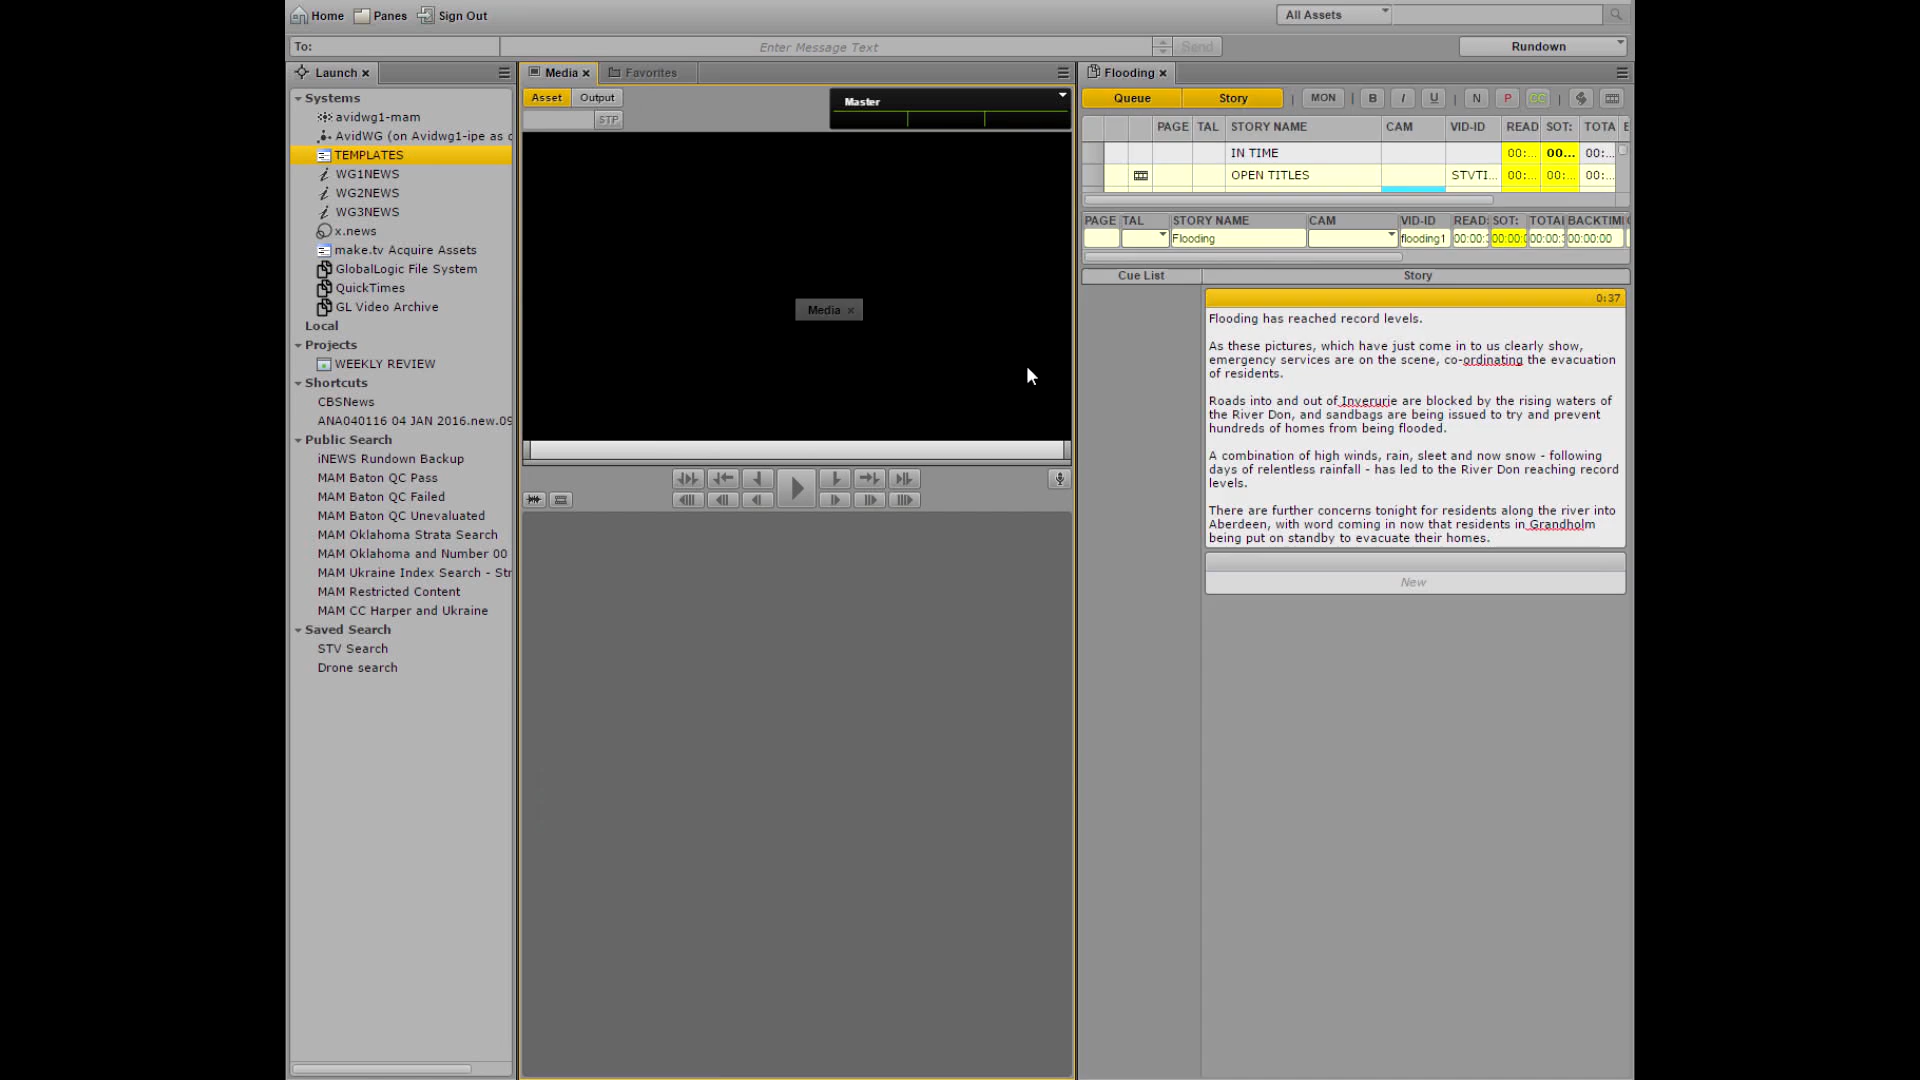 Home Panes Sign Out
All Assets
To:
Enter Message Text
Send
Rundown
Launch x
Systems
avidwg1-mam
AvidWG (on Avidwg1-ipe as
TEMPLATES
WG1NEWS
WG2NEWS
WG3NEWS
x.news
make.tv Acquire Assets
GlobalLogic File System
QuickTimes
GL Video Archive
Local
Projects
WEEKLY REVIEW
Shortcuts
CBSNews
ANA040116 04 JAN 2016.new.09
Public Search
iNEWS Rundown Backup
MAM Baton QC Pass
MAM Baton QC Failed
MAM Baton QC Unevaluated
MAM Oklahoma Strata Search
MAM Oklahoma and Number 00
MAM Ukraine Index Search - Str
MAM Restricted Content
MAM CC Harper and Ukraine
Saved Search
STV Search
Drone search
Media x Favorites
Asset Output
Master
STP
Media x
Flooding x
Queue Story MON B I U N P CC
PAGE TAL STORY NAME CAM VID-ID READ SOT: TOTA
IN TIME 00:... 00... 00:...
OPEN TITLES STVTI... 00:... 00:... 00:...
PAGE TAL STORY NAME CAM VID-ID READ: SOT: TOTAL BACKTIM
Flooding flooding1 00:00: 00:00: 00:00: 00:00:00
Cue List Story
0:37
Flooding has reached record levels.
As these pictures, which have just come in to us clearly show,
emergency services are on the scene, co-ordinating the evacuation
of residents.
Roads into and out of Inverurie are blocked by the rising waters of
the River Don, and sandbags are being issued to try and prevent
hundreds of homes from being flooded.
A combination of high winds, rain, sleet and now snow - following
days of relentless rainfall - has led to the River Don reaching record
levels.
There are further concerns tonight for residents along the river into
Aberdeen, with word coming in now that residents in Grandholm
being put on standby to evacuate their homes.
New